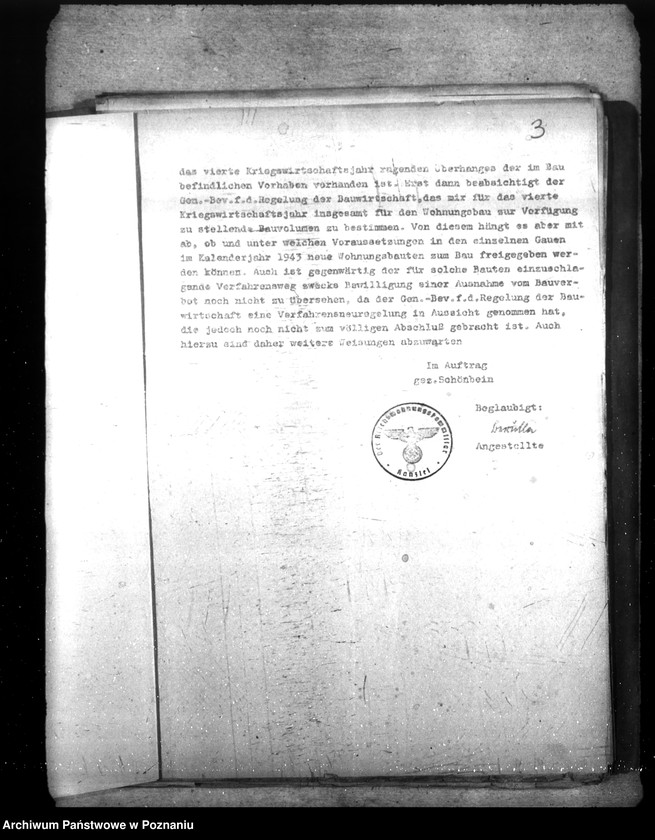 3
das vierte Kriegswirtschaftsjahr ragenden Überhanges der im Bau
befindlichen Vorhaben vorhanden ist. Erst dann beabsichtigt der
Gen.-Bev.f.d.Regelung der Bauwirtschaft,das mir für das vierte
Kriegswirtschaftsjahr insgesamt für den Wohnungbau zur Verfügung
zu stellende Bauvolumen zu bestimmen. Von diesem hängt es aber mit
ab, ob und unter welchen Voraussetzungen in den einzelnen Gauen
im Kalenderjahr 1943 neue Wohnungsbauten zum Bau freigegeben wer-
den können. Auch ist gegenwärtig der für solche Bauten einzuschla-
gende Verfahrensweg zwecks Bewilligung einer Ausnahme vom Bauver-
bot noch nicht zu übersehen, da der Gen.-Bev.f.d.Regelung der Bau-
wirtschaft eine Verfahrensneuregelung in Aussicht genommen hat,
die jedoch noch nicht zum völligen Abschluß gebracht ist. Auch
hierzu sind daher weitere Weisungen abzuwarten
Im Auftrag
gez.Schönbein
Beglaubigt:
Angestellte
Der Reichswohnungskommissar
Kanzlei
Archiwum Państwowe w Poznaniu